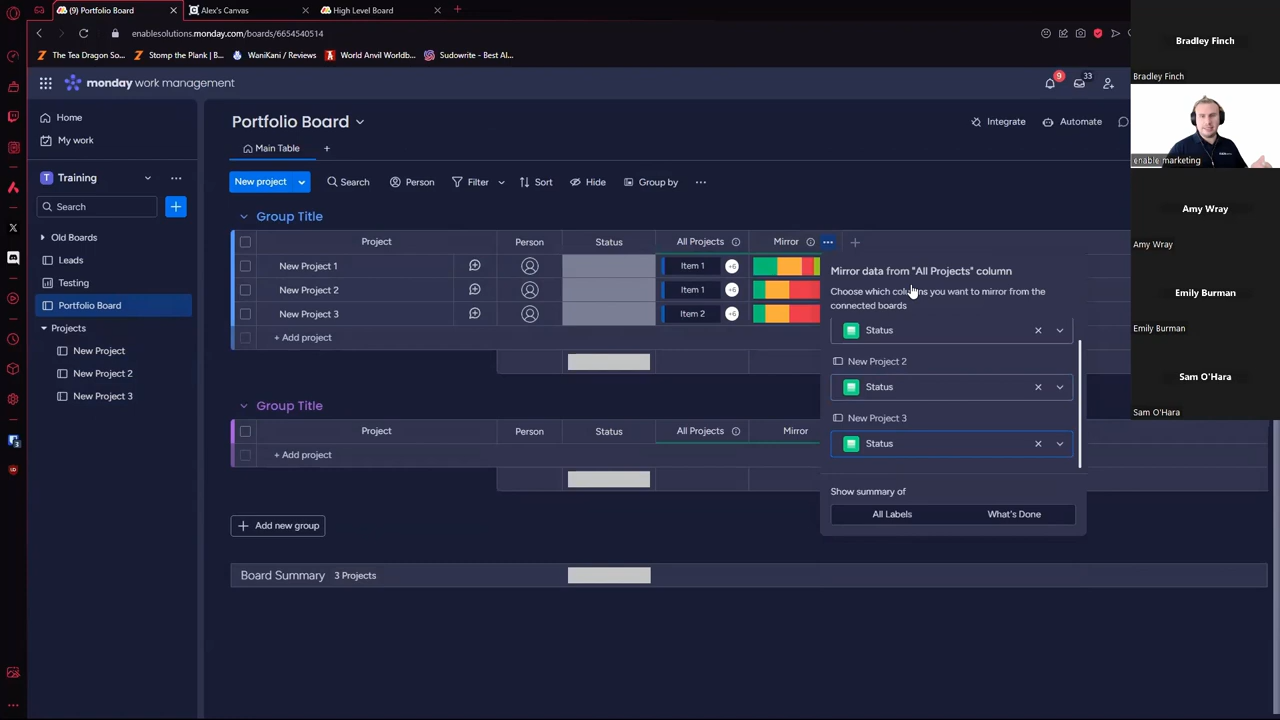 (9) Portfolio Board
Alex's Canvas
High Level Board
enablesolutions.monday.com/boards/6654540514
The Tea Dragon So...
Stomp the Plank | B...
WaniKani / Reviews
World Anvil Worldb...
Sudowrite - Best AI...
monday work management
9
33
Home
My work
T Training
Search
Old Boards
Leads
Testing
Portfolio Board
Projects
New Project
New Project 2
New Project 3
Portfolio Board
Integrate
Automate
Main Table
New project
Search
Person
Filter
Sort
Hide
Group by
Group Title
Project Person Status All Projects Mirror
New Project 1 Item 1 +6
New Project 2 Item 1 +6
New Project 3 Item 2 +6
+ Add project
Group Title
Project Person Status All Projects Mirror
+ Add project
Add new group
Board Summary 3 Projects
Mirror data from "All Projects" column
Choose which columns you want to mirror from the
connected boards
Status
New Project 2
Status
New Project 3
Status
Show summary of
All Labels What's Done
Bradley Finch
Bradley Finch
enable marketing
Amy Wray
Amy Wray
Emily Burman
Emily Burman
Sam O'Hara
Sam O'Hara